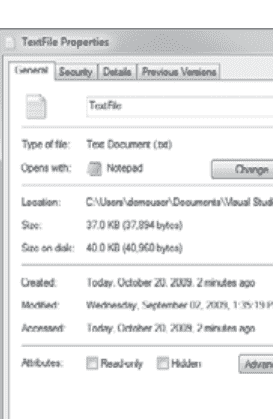 TextFile Properties
General Security Details Previous Versions
TextFile
Type of file: Text Document (.txt)
Opens with: Notepad Change
Location: C:\Users\demouser\Documents\Visual Studi
Size: 37.0 KB (37,894 bytes)
Size on disk: 40.0 KB (40,960 bytes)
Created: Today, October 20, 2009, 2 minutes ago
Modified: Wednesday, September 02, 2009, 1:35:19 P
Accessed: Today, October 20, 2009, 2 minutes ago
Attributes: Read-only Hidden Advan